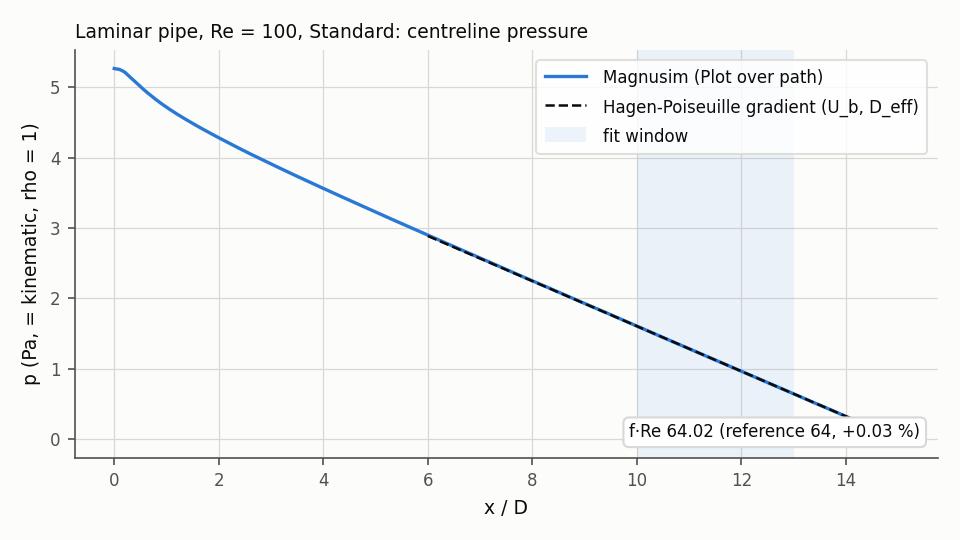 Laminar pipe, Re = 100, Standard: centreline pressure
p (Pa, = kinematic, rho = 1)
5
4
3
2
1
0
Magnusim (Plot over path)
Hagen-Poiseuille gradient (U_b, D_eff)
fit window
f·Re 64.02 (reference 64, +0.03 %)
0 2 4 6 8 10 12 14
x / D